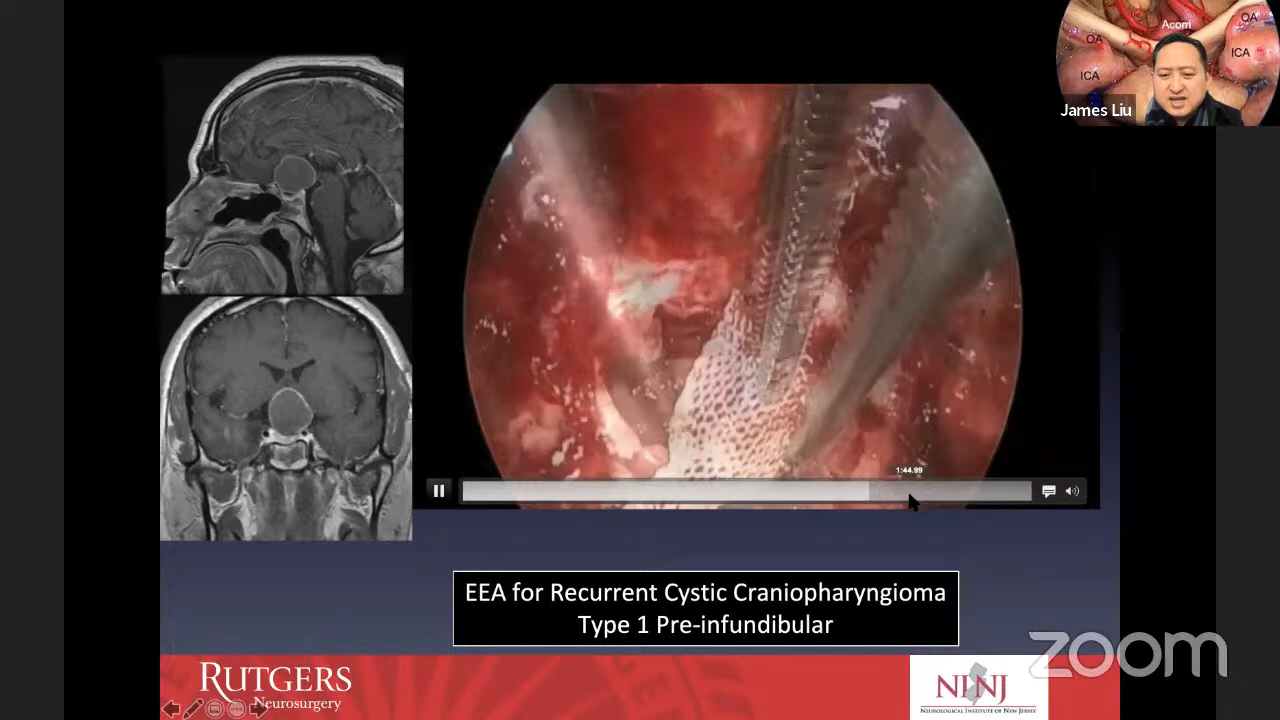 Acom
OA
OA
ICA
ICA
James Liu
1:44.99
EEA for Recurrent Cystic Craniopharyngioma
Type 1 Pre-infundibular
zoom
RUTGERS
Neurosurgery
NINJ
NEUROLOGICAL INSTITUTE OF NEW JERSEY